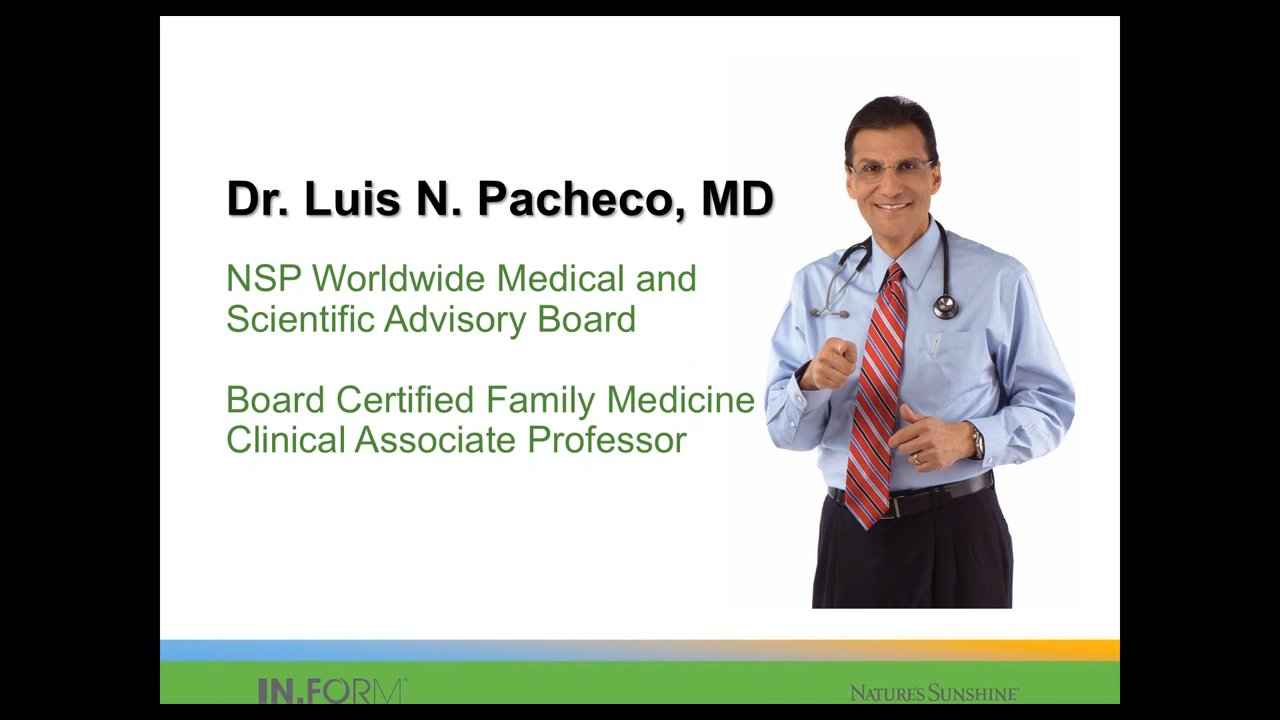 Dr. Luis N. Pacheco, MD
NSP Worldwide Medical and
Scientific Advisory Board
Board Certified Family Medicine
Clinical Associate Professor
IN.FORM™
NATURE'S SUNSHINE®